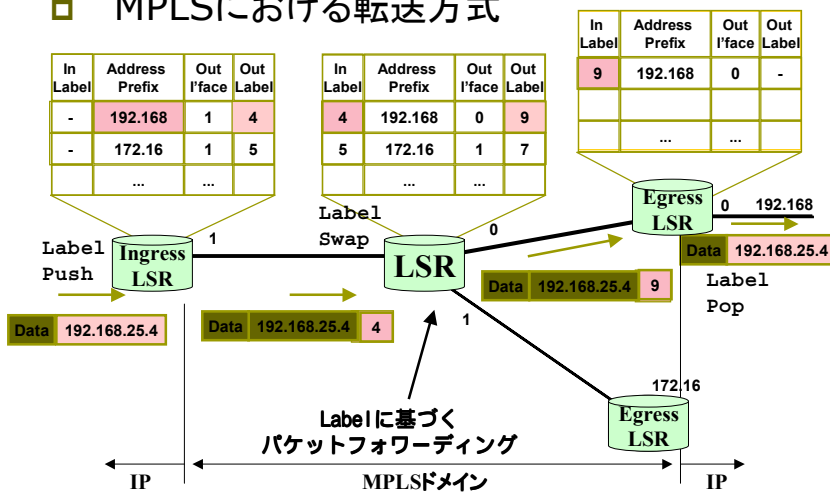 MPLSにおける転送方式
In Label Address Prefix Out I'face Out Label
- 192.168 1 4
- 172.16 1 5
... ...
In Label Address Prefix Out I'face Out Label
4 192.168 0 9
5 172.16 1 7
... ...
In Label Address Prefix Out I'face Out Label
9 192.168 0 -
... ...
Label Push
Ingress LSR
1
Label Swap
LSR
0
1
Egress LSR
0 192.168
Label Pop
Data 192.168.25.4
Data 192.168.25.4 4
Data 192.168.25.4 9
Data 192.168.25.4
Labelに基づく
パケットフォワーディング
172.16
Egress LSR
IP
MPLSドメイン
IP